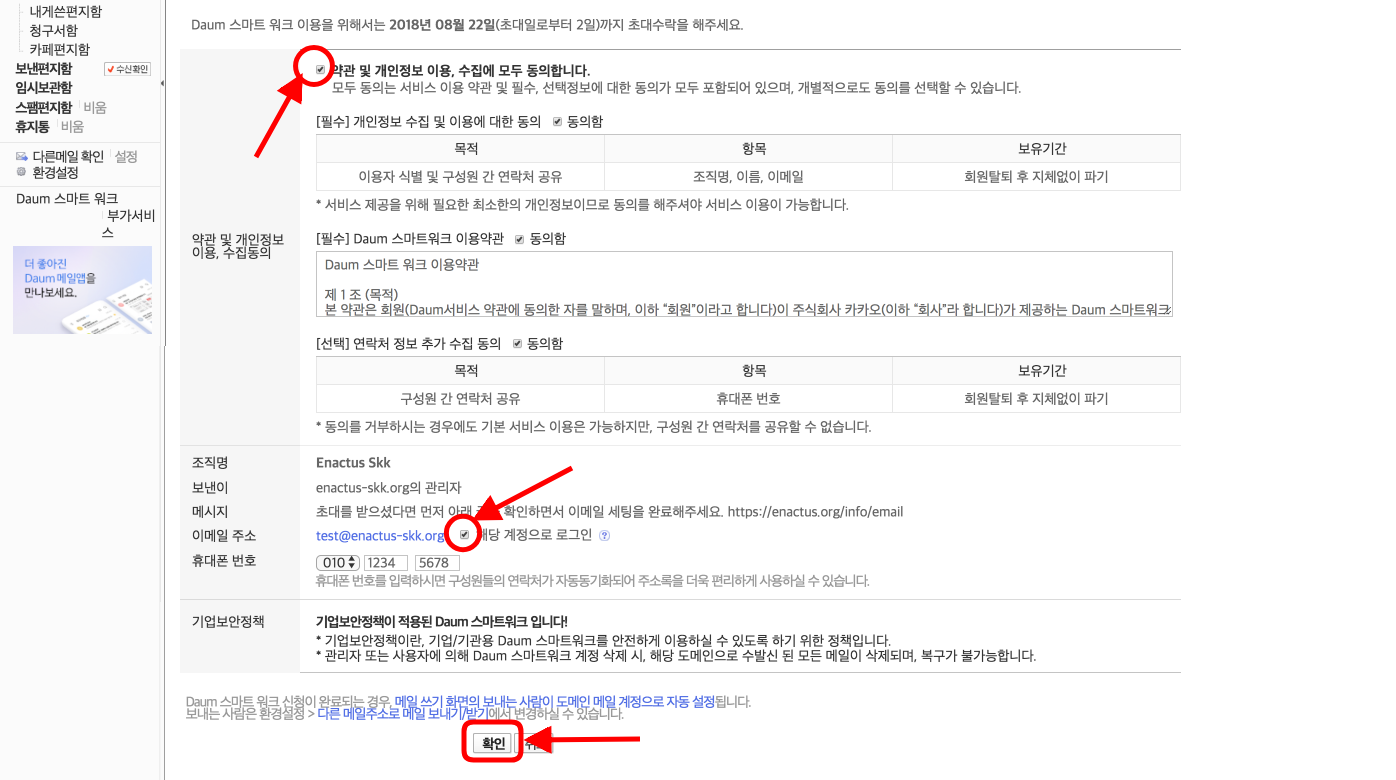 내게쓴편지함
청구서함
카페편지함
보낸편지함 수신확인
임시보관함
스팸편지함 비움
휴지통 비움
다른메일 확인 설정
환경설정
Daum 스마트 워크
부가서비
스
더 좋아진
Daum 메일앱을
만나보세요.
Daum 스마트 워크 이용을 위해서는 2018년 08월 22일(초대일로부터 2일)까지 초대수락을 해주세요.
약관 및 개인정보
이용, 수집동의
약관 및 개인정보 이용, 수집에 모두 동의합니다.
모두 동의는 서비스 이용 약관 및 필수, 선택정보에 대한 동의가 모두 포함되어 있으며, 개별적으로도 동의를 선택할 수 있습니다.
[필수] 개인정보 수집 및 이용에 대한 동의 동의함
목적 항목 보유기간
이용자 식별 및 구성원 간 연락처 공유 조직명, 이름, 이메일 회원탈퇴 후 지체없이 파기
* 서비스 제공을 위해 필요한 최소한의 개인정보이므로 동의를 해주셔야 서비스 이용이 가능합니다.
[필수] Daum 스마트워크 이용약관 동의함
Daum 스마트 워크 이용약관
제 1 조 (목적)
본 약관은 회원(Daum서비스 약관에 동의한 자를 말하며, 이하 “회원”이라고 합니다)이 주식회사 카카오(이하 “회사”라 합니다)가 제공하는 Daum 스마트워크
[선택] 연락처 정보 추가 수집 동의 동의함
목적 항목 보유기간
구성원 간 연락처 공유 휴대폰 번호 회원탈퇴 후 지체없이 파기
* 동의를 거부하시는 경우에도 기본 서비스 이용은 가능하지만, 구성원 간 연락처를 공유할 수 없습니다.
조직명 Enactus Skk
보낸이 enactus-skk.org의 관리자
메시지 초대를 받으셨다면 먼저 아래 확인하면서 이메일 세팅을 완료해주세요. https://enactus.org/info/email
이메일 주소 test@enactus-skk.org 해당 계정으로 로그인 ?
휴대폰 번호 010 1234 5678
휴대폰 번호를 입력하시면 구성원들의 연락처가 자동동기화되어 주소록을 더욱 편리하게 사용하실 수 있습니다.
기업보안정책 기업보안정책이 적용된 Daum 스마트워크 입니다!
* 기업보안정책이란, 기업/기관용 Daum 스마트워크를 안전하게 이용하실 수 있도록 하기 위한 정책입니다.
* 관리자 또는 사용자에 의해 Daum 스마트워크 계정 삭제 시, 해당 도메인으로 수발신 된 모든 메일이 삭제되며, 복구가 불가능합니다.
Daum 스마트 워크 신청이 완료되는 경우, 메일 쓰기 화면의 보내는 사람이 도메인 메일 계정으로 자동 설정됩니다.
보내는 사람은 환경설정 > 다른 메일주소로 메일 보내기/받기에서 변경하실 수 있습니다.
확인